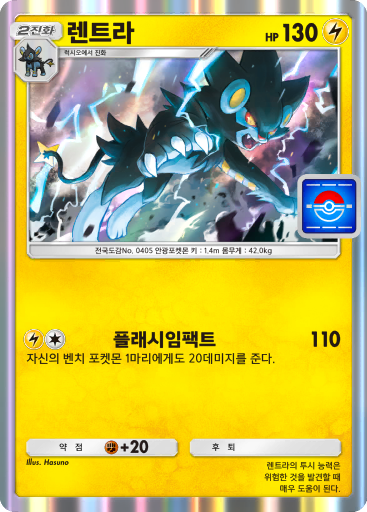 2진화
렌트라
HP 130
럭시오에서 진화
전국도감No. 0405 안광포켓몬 키 : 1.4m 몸무게 : 42.0kg
플래시임팩트 110
자신의 벤치 포켓몬 1마리에게도 20데미지를 준다.
약 점 +20 후 퇴
Illus. Hasuno
렌트라의 투시 능력은
위험한 것을 발견할 때
매우 도움이 된다.